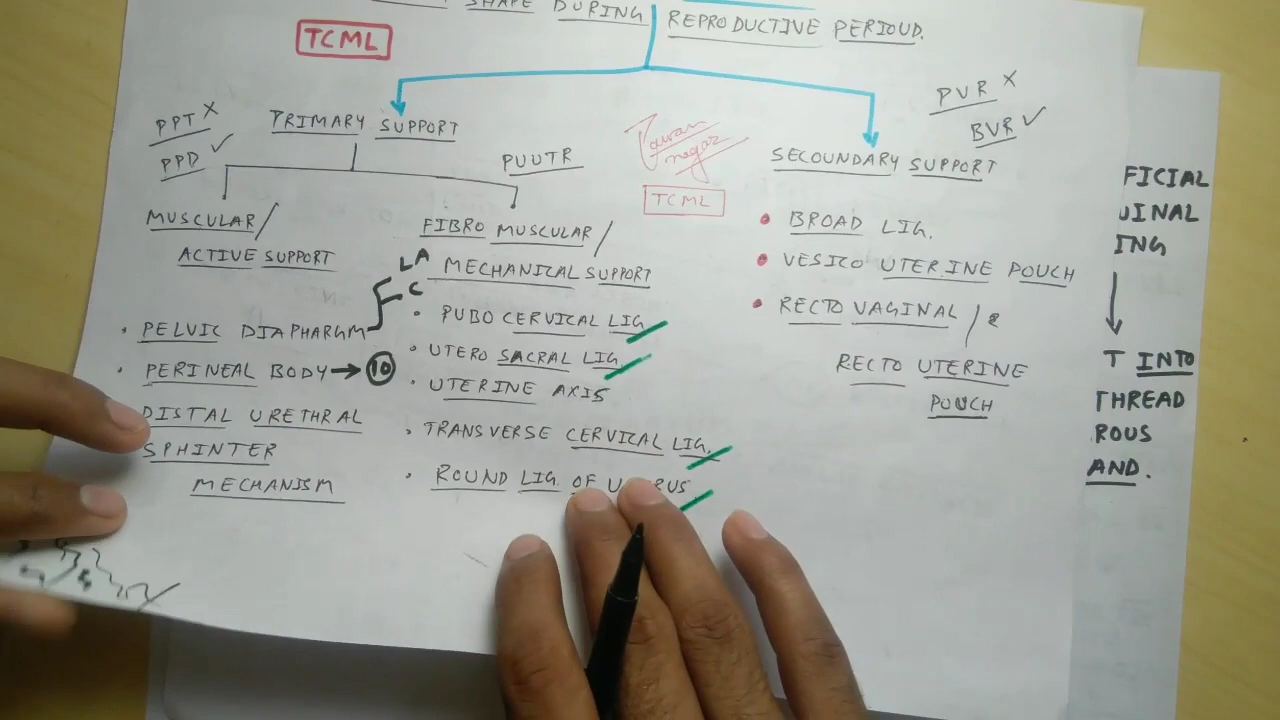 SHAPE DURING
REPRODUCTIVE PERIOUD.
TCML
PPT X
PPD ✓
PRIMARY SUPPORT
PUUTR
MUSCULAR/
ACTIVE SUPPORT
• PELVIC DIAPHARGM
• PERINEAL BODY → 10
DISTAL URETHRAL
SPHINTER
MECHANISM
FIBRO MUSCULAR/
MECHANICAL SUPPORT
LA
C
• PUBO CERVICAL LIG
• UTERO SACRAL LIG
• UTERINE AXIS
• TRANSVERSE CERVICAL LIG.
• ROUND LIG OF U RUS
TCML
PVR X
BVR ✓
SECOUNDARY SUPPORT
• BROAD LIG.
• VESICO UTERINE POUCH
• RECTO VAGINAL /
RECTO UTERINE
POUCH
FICIAL
UINAL
ING
T INTO
THREAD
ROUS
AND.